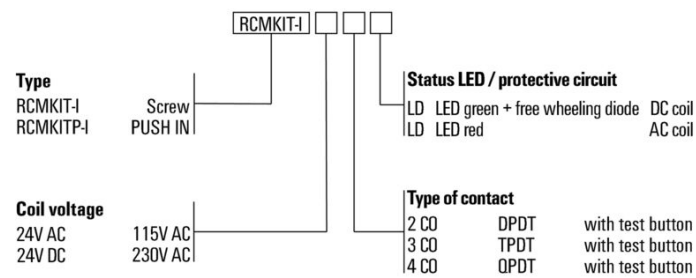 RCMKIT-I
Type
RCMKIT-I Screw
RCMKITP-I PUSH IN
Status LED / protective circuit
LD LED green + free wheeling diode DC coil
LD LED red AC coil
Coil voltage
24V AC 115V AC
24V DC 230V AC
Type of contact
2 CO DPDT with test button
3 CO TPDT with test button
4 CO QPDT with test button